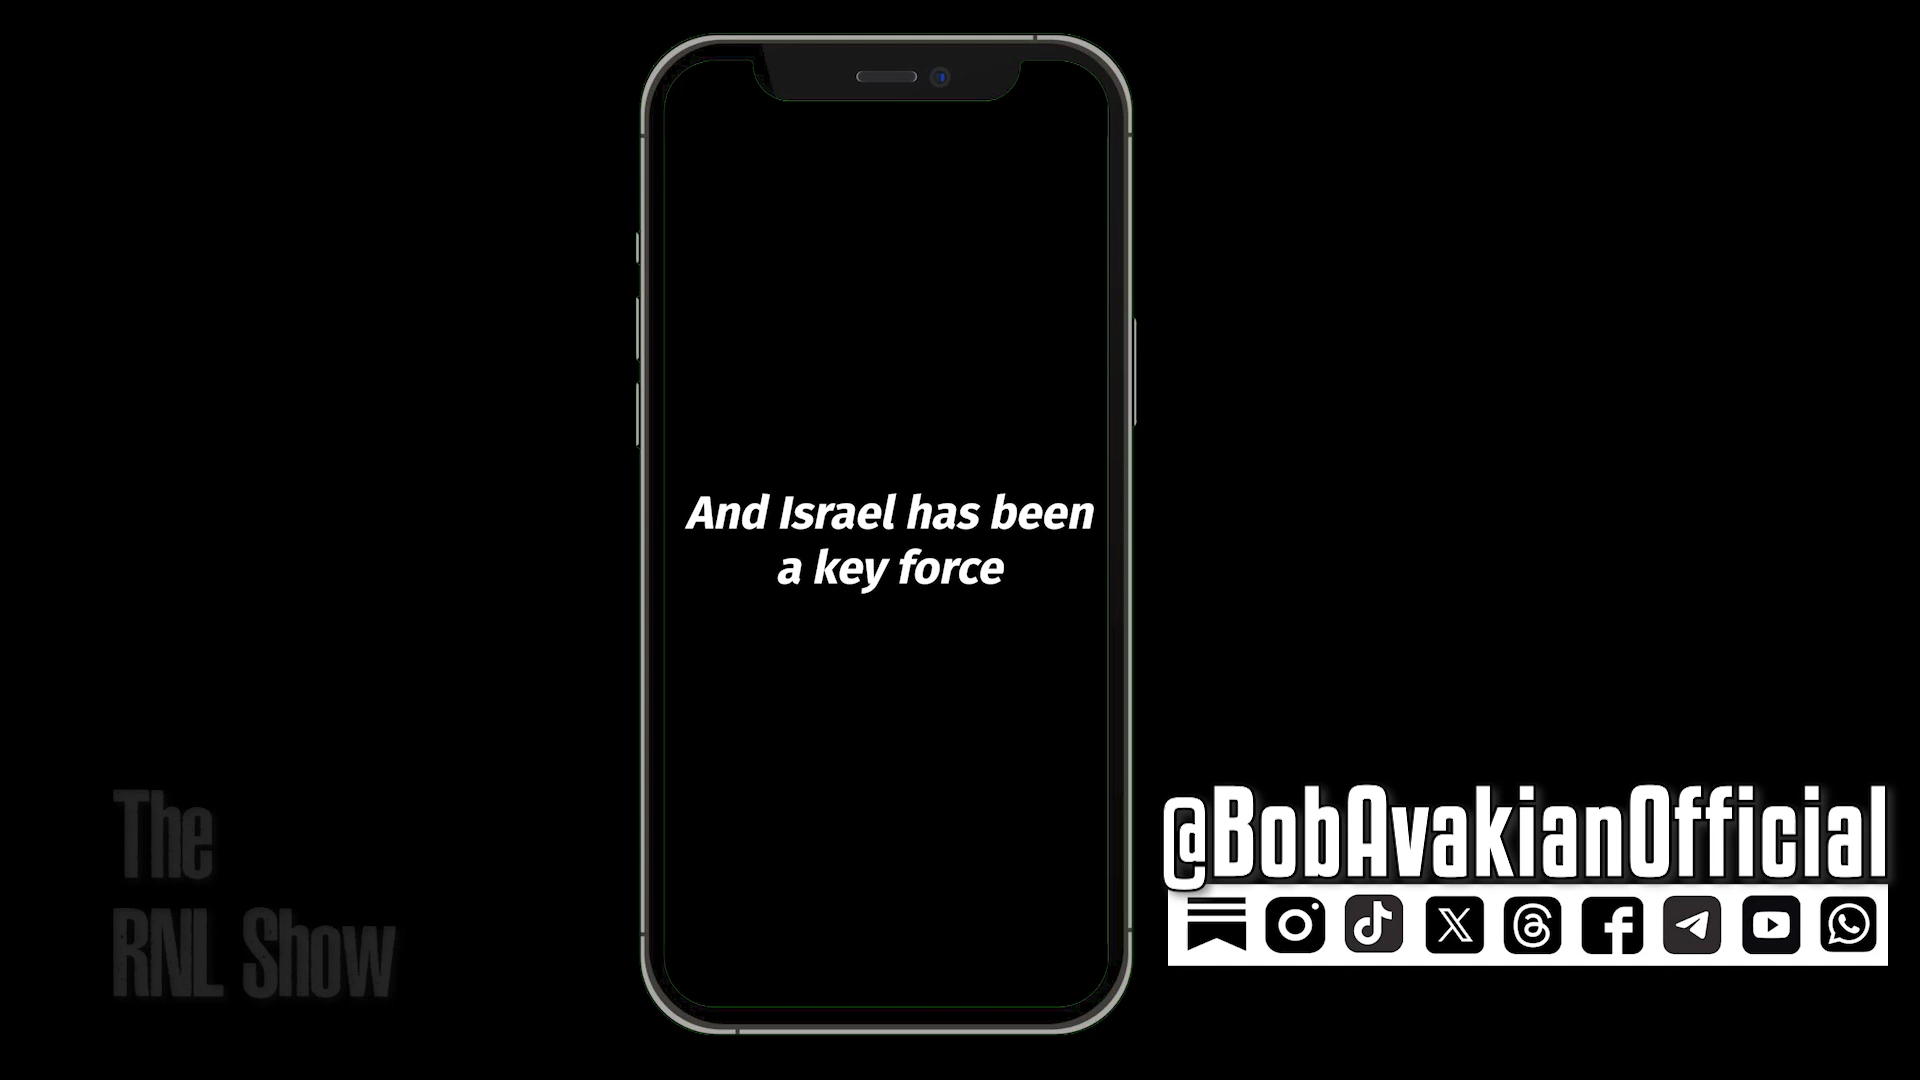 And Israel has been
a key force
The
RNL Show
@BobAvakianOfficial